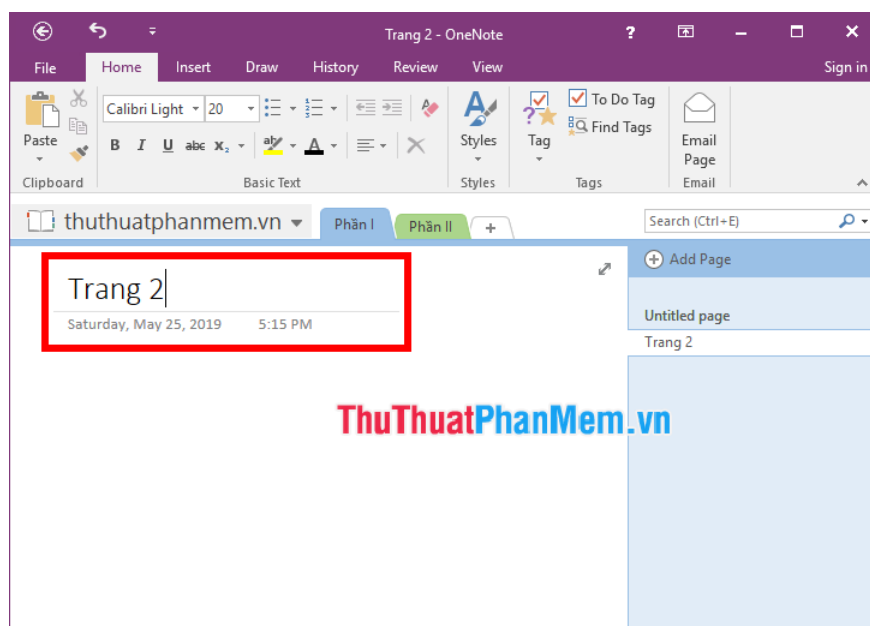 Trang 2 - OneNote
?
File Home Insert Draw History Review View Sign in
Paste
Clipboard
Calibri Light 20
B I U abc X₂ aby A
Basic Text
Styles
Styles
Tag
To Do Tag
Find Tags
Tags
Email
Page
Email
thuthuatphanmem.vn Phần I Phần II + Search (Ctrl+E)
Add Page
Trang 2
Saturday, May 25, 2019 5:15 PM
Untitled page
Trang 2
ThuThuatPhanMem.vn